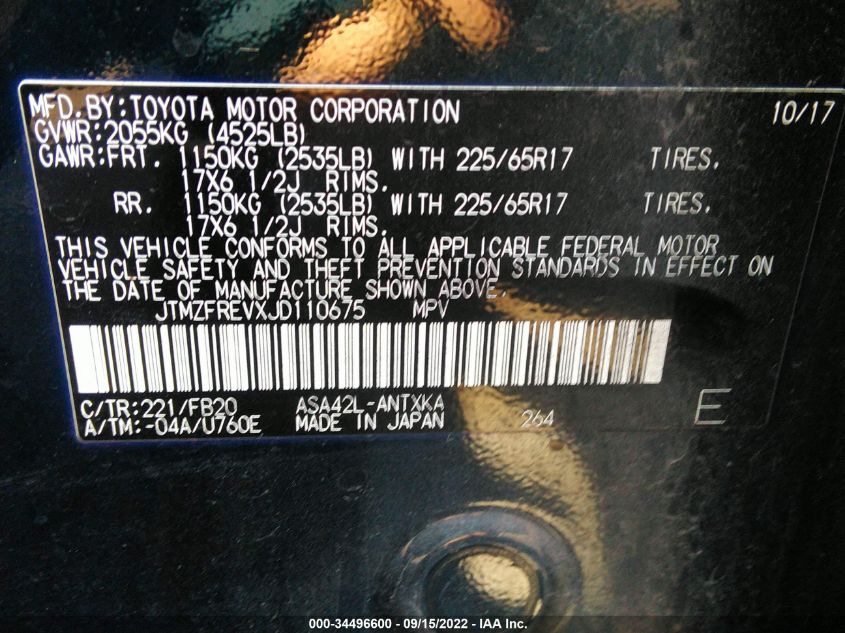 MFD. BY: TOYOTA MOTOR CORPORATION 10/17
GVWR: 2055KG (4525LB)
GAWR: FRT. 1150KG (2535LB) WITH 225/65R17 TIRES,
17X6 1/2J RIMS.
RR. 1150KG (2535LB) WITH 225/65R17 TIRES,
17X6 1/2J RIMS.
THIS VEHICLE CONFORMS TO ALL APPLICABLE FEDERAL MOTOR
VEHICLE SAFETY AND THEFT PREVENTION STANDARDS IN EFFECT ON
THE DATE OF MANUFACTURE SHOWN ABOVE.
JTMZFREVXJD110675 MPV
C/TR: 221/FB20 ASA42L-ANTXKA
A/TM: -04A/U760E MADE IN JAPAN 264 E
000-34496600 - 09/15/2022 - IAA Inc.